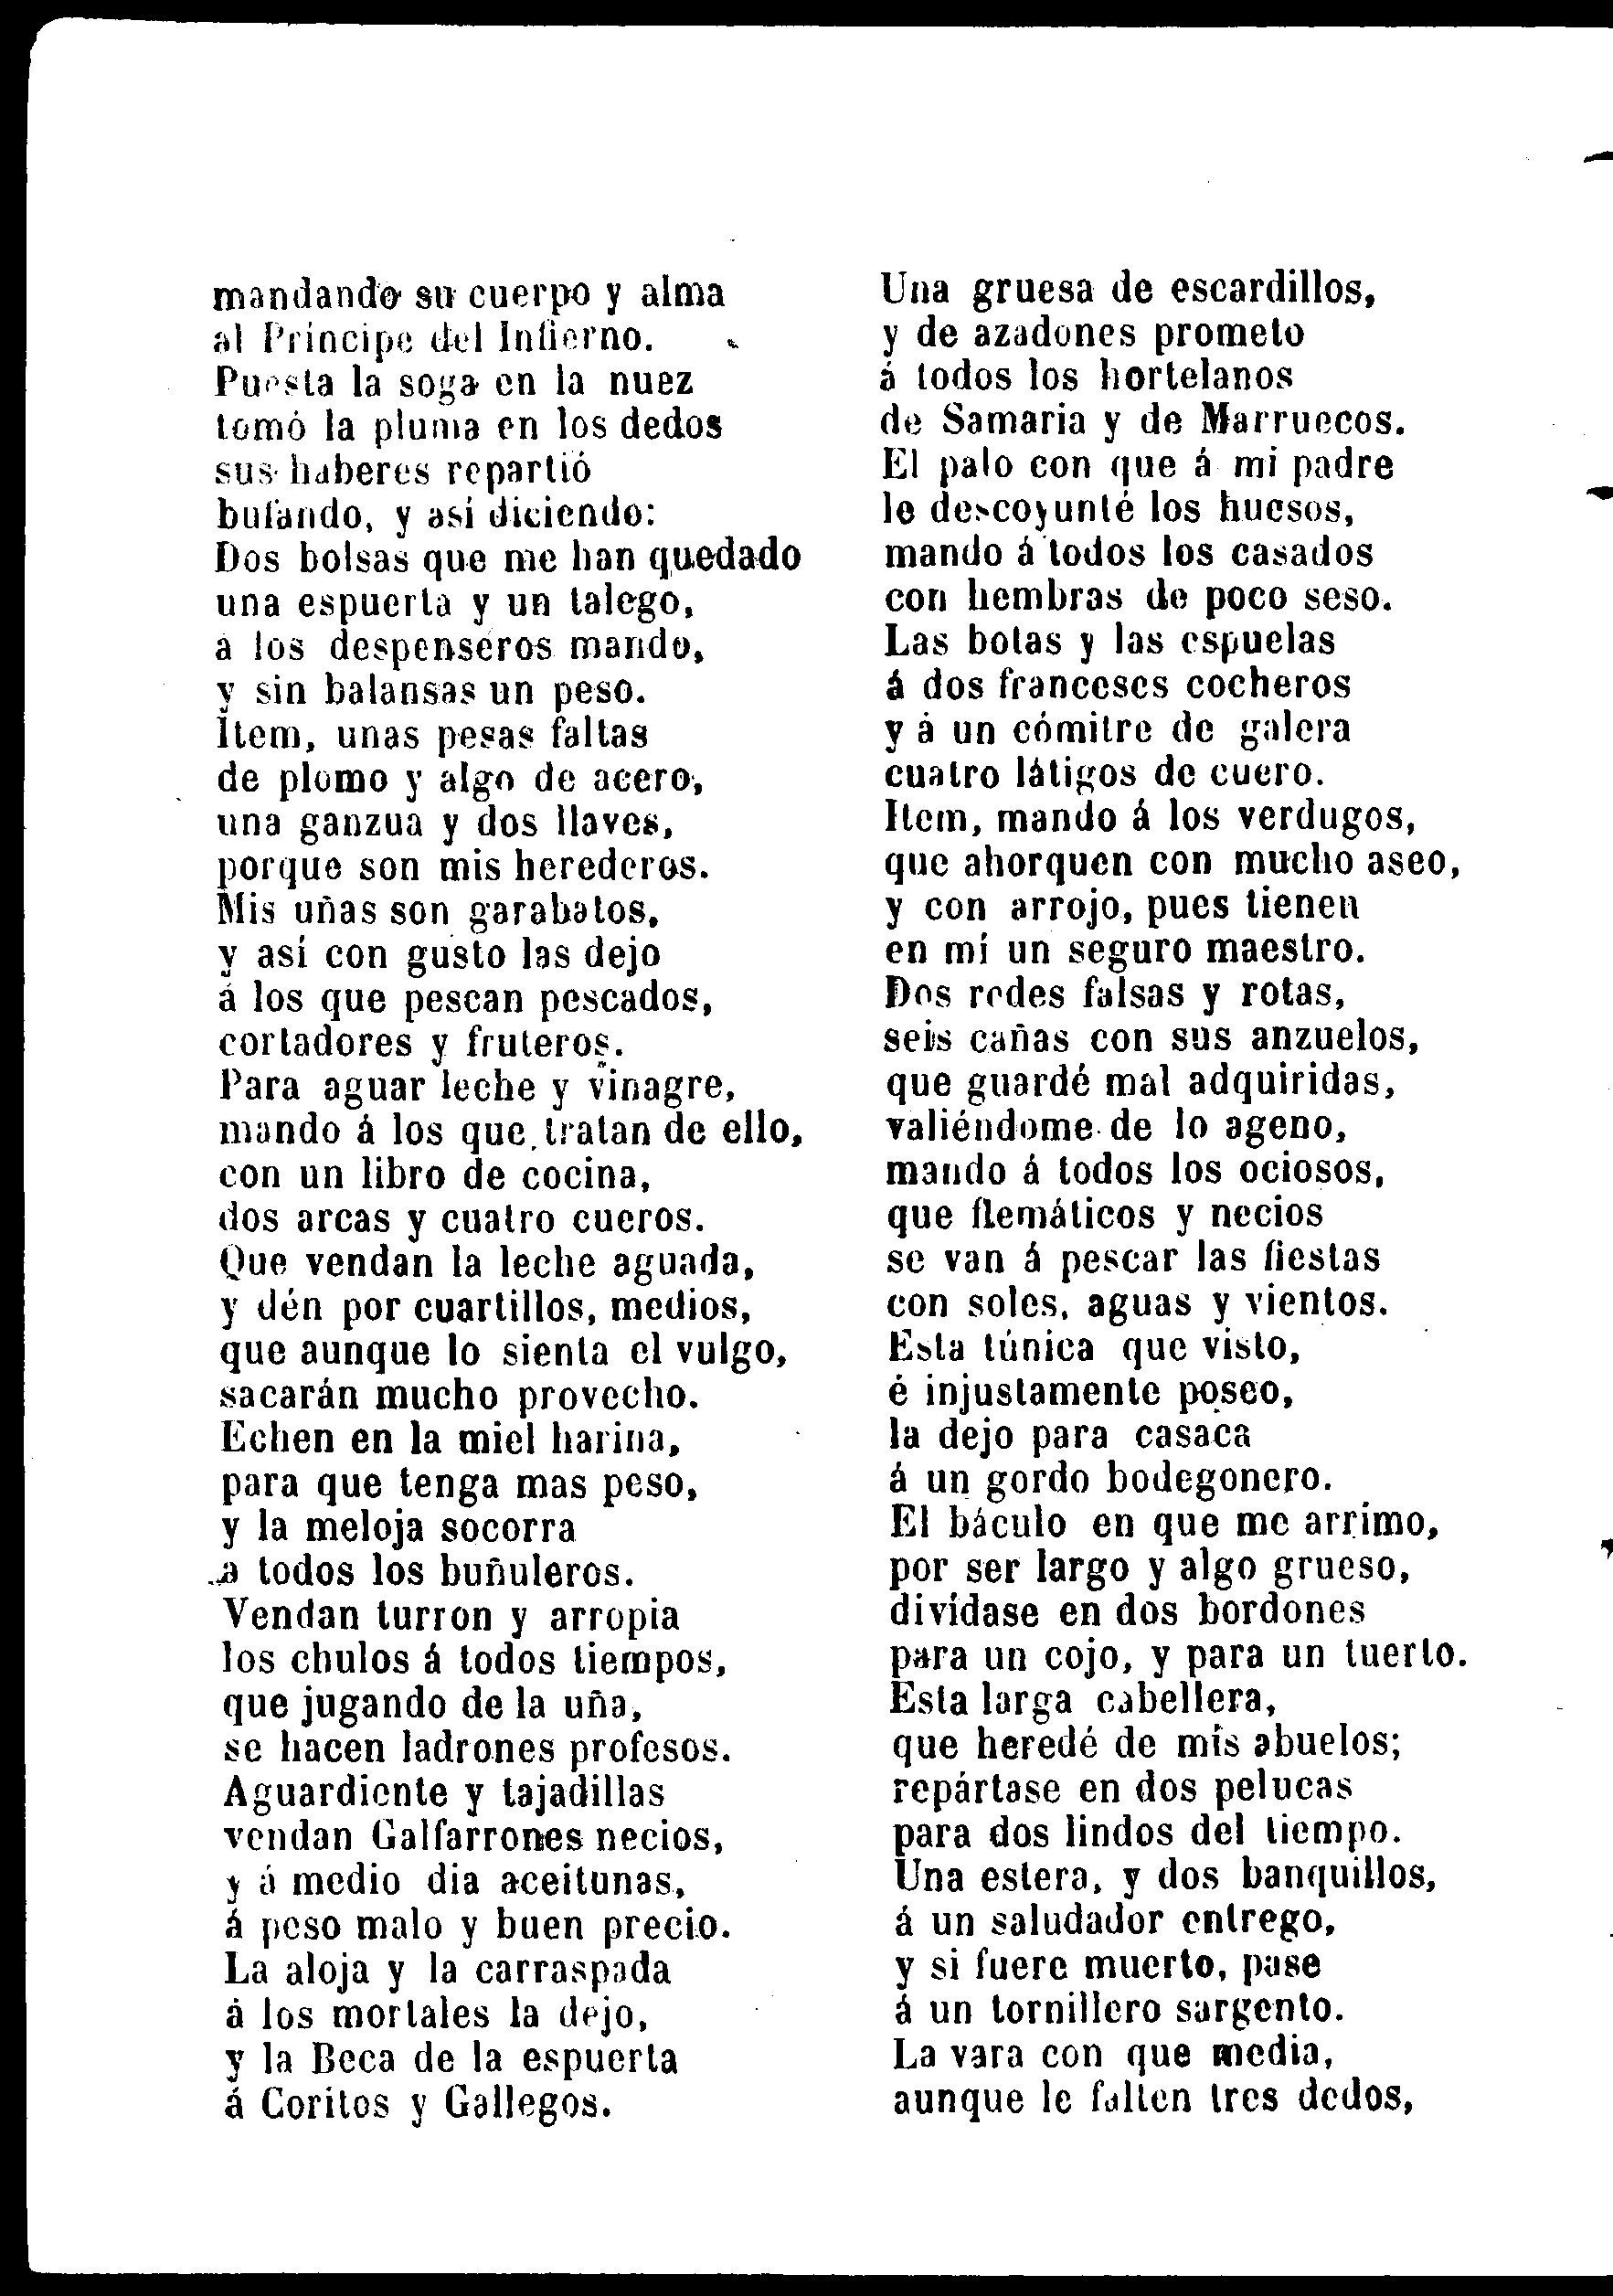 mandando su cuerpo y alma
al Príncipe del Infierno.
Puesta la soga en la nuez
tomó la pluma en los dedos
sus haberes repartió
bufando, y asi diciendo:
Dos bolsas que me han quedado
una espuerta y un talego,
á los despenseros mando,
y sin balansas un peso.
Item, unas pesas faltas
de plomo y algo de acero,
una ganzua y dos llaves,
porque son mis herederos.
Mis uñas son garabatos,
y así con gusto las dejo
á los que pescan pescados,
cortadores y fruteros.
Para aguar leche y vinagre,
mando á los que tratan de ello,
con un libro de cocina,
dos arcas y cuatro cueros.
Que vendan la leche aguada,
y dén por cuartillos, medios,
que aunque lo sienta el vulgo,
sacarán mucho provecho.
Echen en la miel harina,
para que tenga mas peso,
y la meloja socorra
a todos los buñuleros.
Vendan turron y arropia
los chulos á todos tiempos,
que jugando de la uña,
se hacen ladrones profesos.
Aguardiente y tajadillas
vendan Galfarrones necios,
y á medio dia aceitunas,
á peso malo y buen precio.
La aloja y la carraspada
á los mortales la dejo,
y la Beca de la espuerta
á Coritos y Gallegos.
Una gruesa de escardillos,
y de azadones prometo
á todos los hortelanos
de Samaria y de Marruecos.
El palo con que á mi padre
le descoyunté los huesos,
mando á todos los casados
con hembras de poco seso.
Las botas y las espuelas
á dos franceses cocheros
y á un cómitre de galera
cuatro látigos de cuero.
Item, mando á los verdugos,
que ahorquen con mucho aseo,
y con arrojo, pues tienen
en mí un seguro maestro.
Dos redes falsas y rotas,
seis cañas con sus anzuelos,
que guardé mal adquiridas,
valiéndome de lo ageno,
mando á todos los ociosos,
que flemáticos y necios
se van á pescar las fiestas
con soles, aguas y vientos.
Esta túnica que visto,
é injustamente poseo,
la dejo para casaca
á un gordo bodegonero.
El báculo en que me arrimo,
por ser largo y algo grueso,
divídase en dos bordones
para un cojo, y para un tuerto.
Esta larga cabellera,
que heredé de mis abuelos;
repártase en dos pelucas
para dos lindos del tiempo.
Una estera, y dos banquillos,
á un saludador entrego,
y si fuere muerto, pase
á un tornillero sargento.
La vara con que media,
aunque le falten tres dedos,